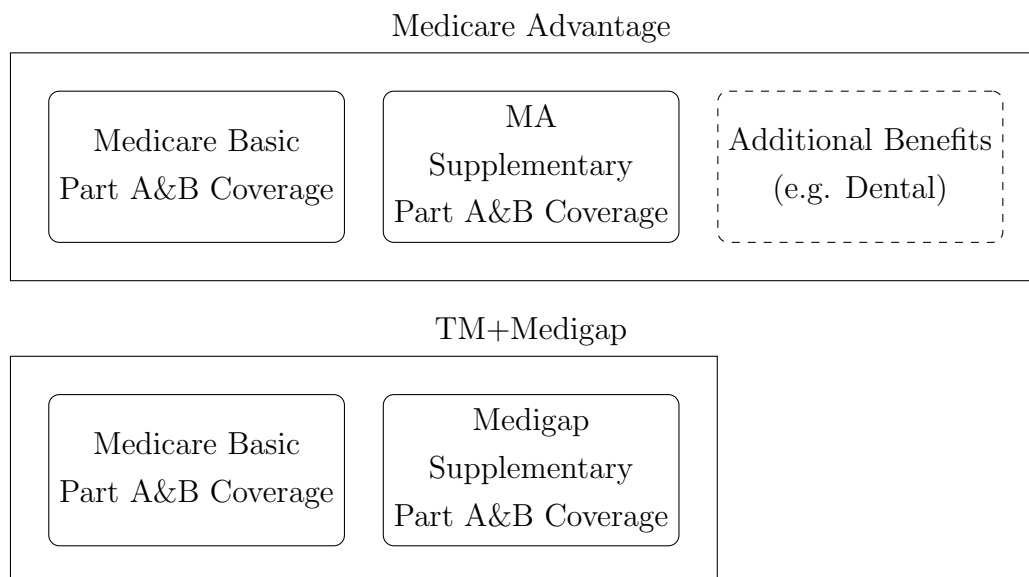 Medicare Advantage
Medicare Basic
Part A&B Coverage
MA
Supplementary
Part A&B Coverage
Additional Benefits
(e.g. Dental)
TM+Medigap
Medicare Basic
Part A&B Coverage
Medigap
Supplementary
Part A&B Coverage